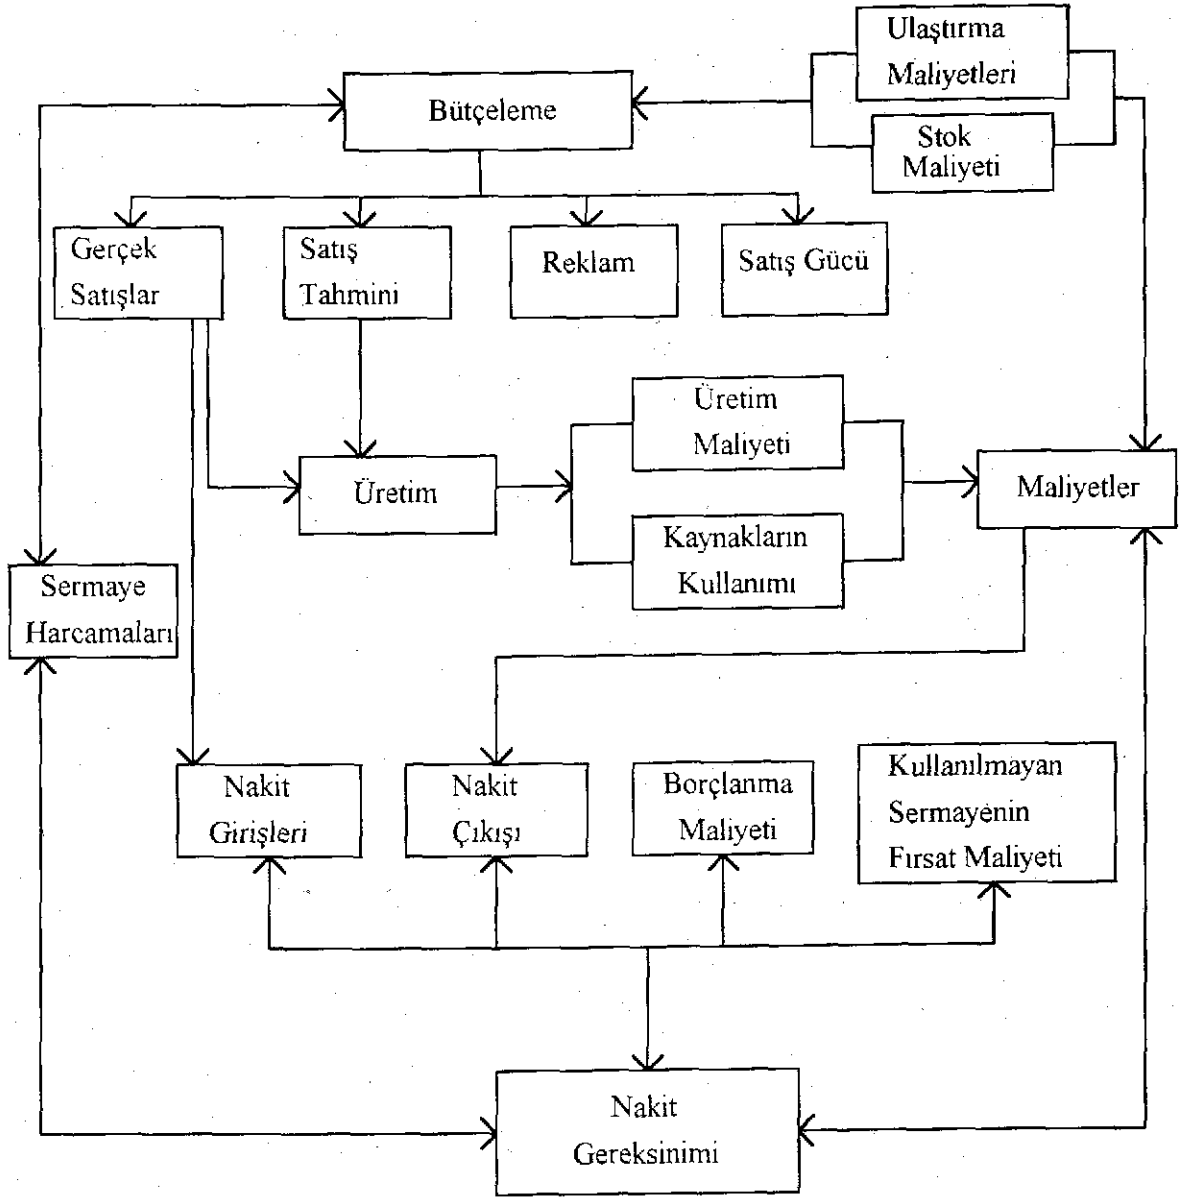 Ulaştırma
Maliyetleri
Bütçeleme
Stok
Maliyeti
Gerçek
Satışlar
Satış
Tahmini
Reklam
Satış Gücü
Üretim
Maliyeti
Üretim
Maliyetler
Kaynakların
Kullanımı
Sermaye
Harcamaları
Nakit
Girişleri
Nakit
Çıkışı
Borçlanma
Maliyeti
Kullanılmayan
Sermayenin
Fırsat Maliyeti
Nakit
Gereksinimi